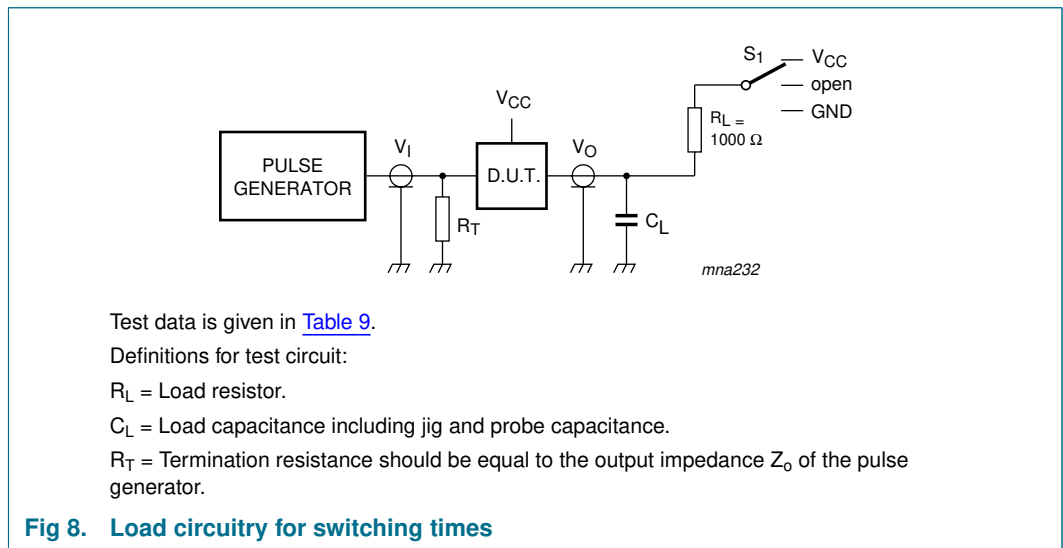 S1
VCC
open
GND
RL =
1000 Ω
VCC
PULSE
GENERATOR
VI
D.U.T.
VO
RT
CL
mna232
Test data is given in Table 9.
Definitions for test circuit:
RL = Load resistor.
CL = Load capacitance including jig and probe capacitance.
RT = Termination resistance should be equal to the output impedance Zo of the pulse
generator.
Fig 8. Load circuitry for switching times